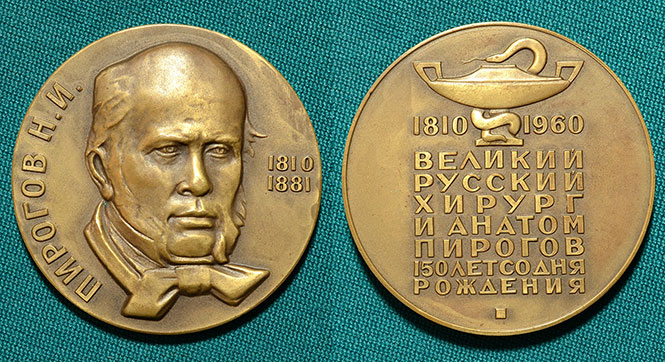 ПИРОГОВ Н.И.
1810
1881
1810 1960
ВЕЛИКИЙ
РУССКИЙ
ХИРУРГ
И АНАТОМ
ПИРОГОВ
150 ЛЕТ СО ДНЯ
РОЖДЕНИЯ